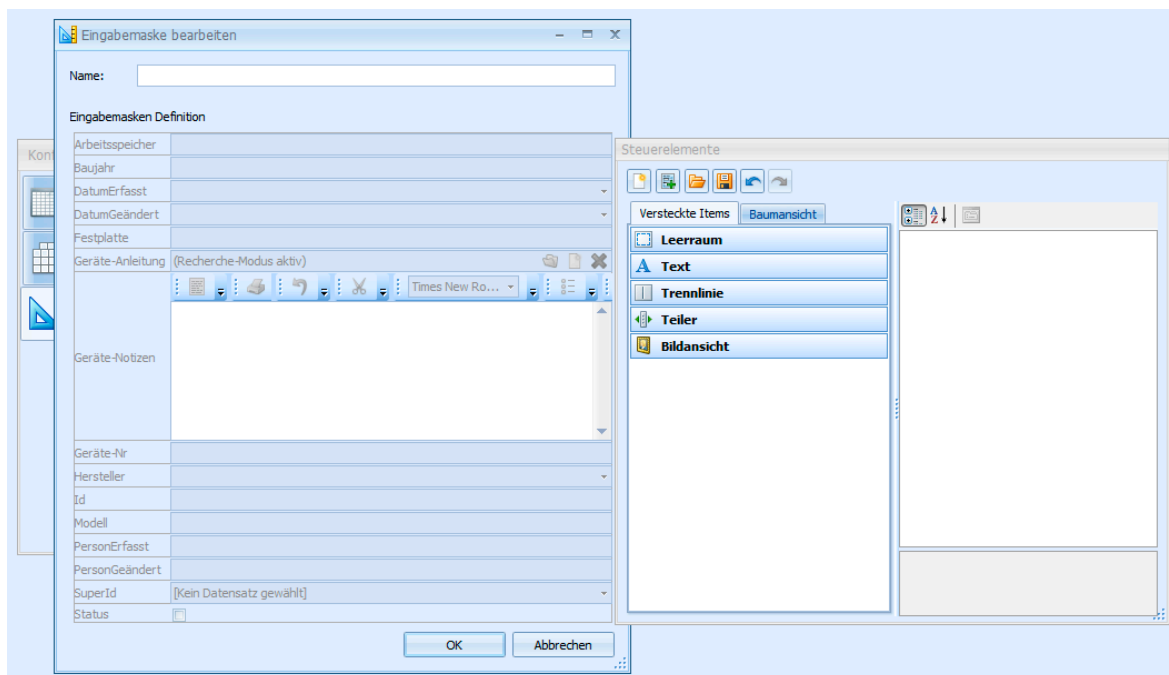 Eingabemaske bearbeiten
Name:
Eingabemasken Definition
Arbeitsspeicher
Baujahr
DatumErfasst
DatumGeändert
Festplatte
Geräte-Anleitung (Recherche-Modus aktiv)
Times New Ro...
Geräte-Notizen
Geräte-Nr
Hersteller
Id
Modell
PersonErfasst
PersonGeändert
SuperId [Kein Datensatz gewählt]
Status
OK Abbrechen
Konf
Steuerelemente
Versteckte Items Baumansicht
Leerraum
A Text
Trennlinie
Teiler
Bildansicht